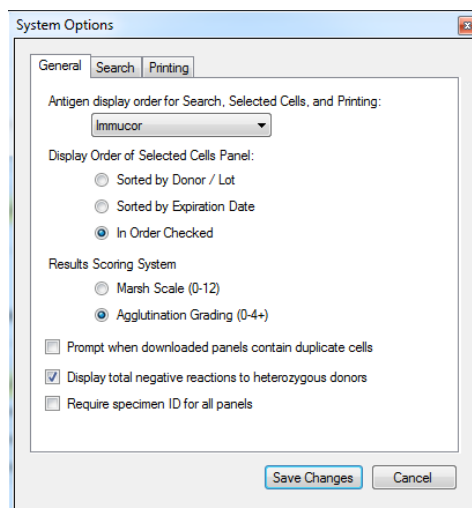 System Options
General Search Printing
Antigen display order for Search, Selected Cells, and Printing:
Immucor
Display Order of Selected Cells Panel:
Sorted by Donor / Lot
Sorted by Expiration Date
In Order Checked
Results Scoring System
Marsh Scale (0-12)
Agglutination Grading (0-4+)
Prompt when downloaded panels contain duplicate cells
Display total negative reactions to heterozygous donors
Require specimen ID for all panels
Save Changes Cancel